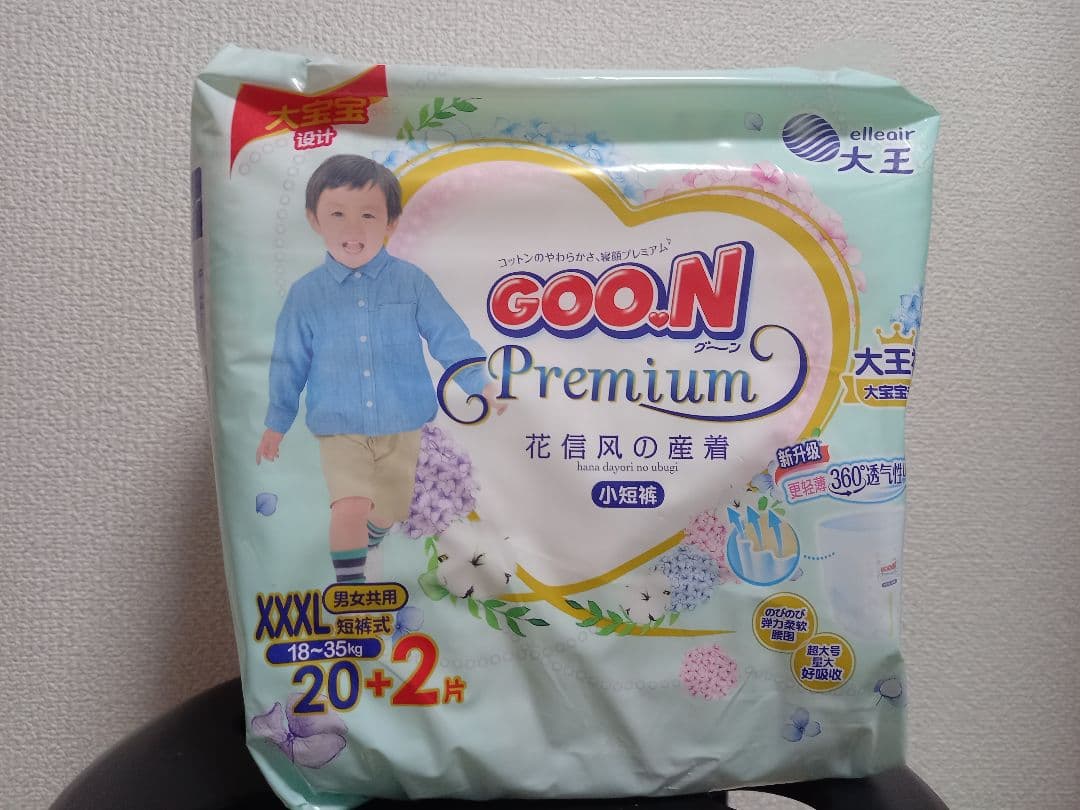 大宝宝
设计
elleair
大王
コットンのやわらかさ、寝顔プレミアム
GOO.N
グ〜ン
Premium
花信风の産着
hana dayori no ubugi
小短裤
大王
大宝宝
新升级
更轻薄
360°透气性
XXXL
男女共用
短裤式
18~35kg
20+2片
のびのび
弹力柔软
腰围
超大号
量大
好吸收